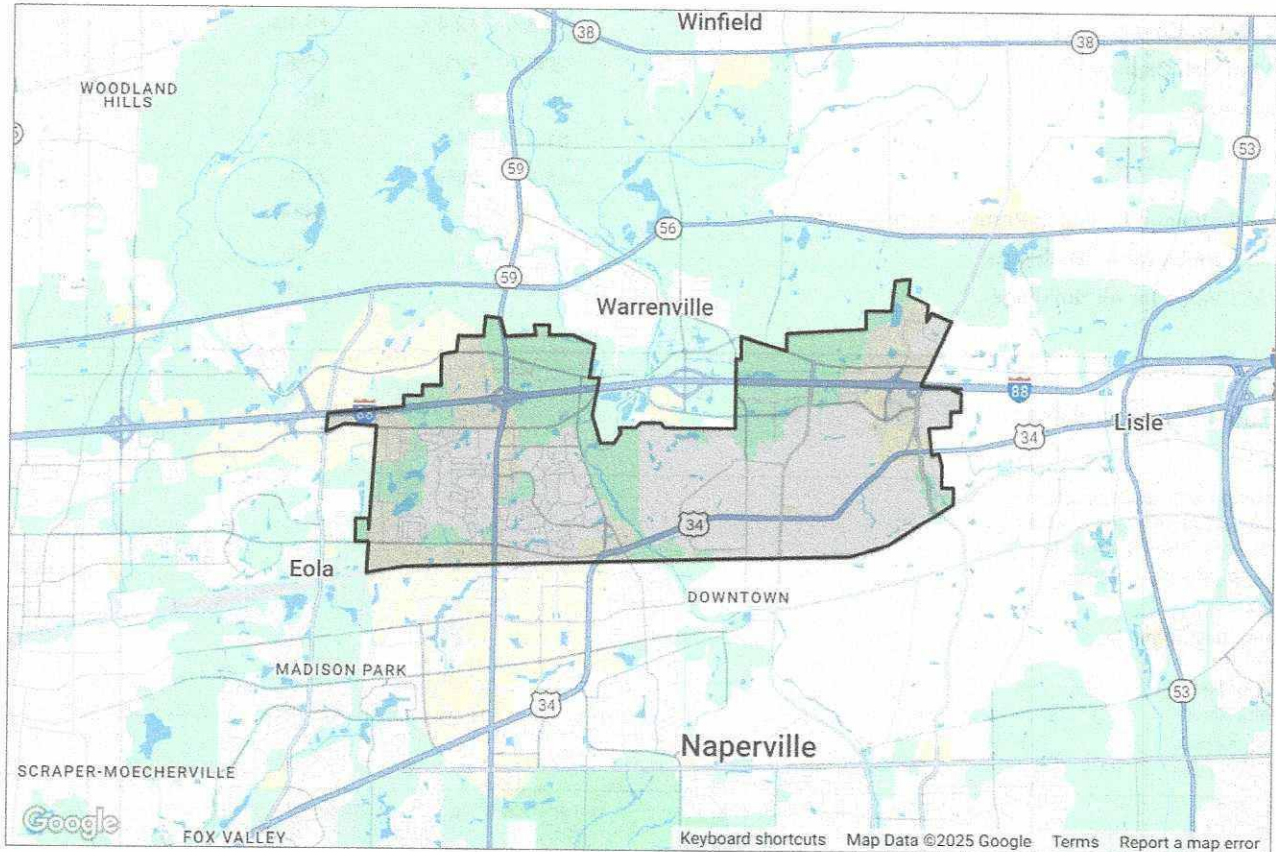 Winfield
38
38
WOODLAND
HILLS
53
59
56
59
Warrenville
88
88
34
Lisle
34
Eola
DOWNTOWN
MADISON PARK
34
53
Naperville
SCRAPER-MOECHERVILLE
Google
FOX VALLEY
Keyboard shortcuts Map Data ©2025 Google Terms Report a map error